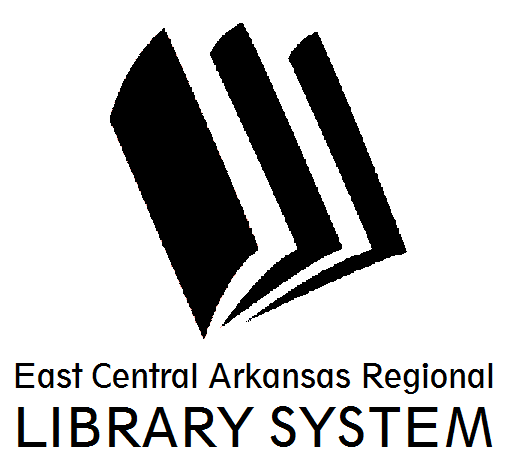 East Central Arkansas Regional
LIBRARY SYSTEM